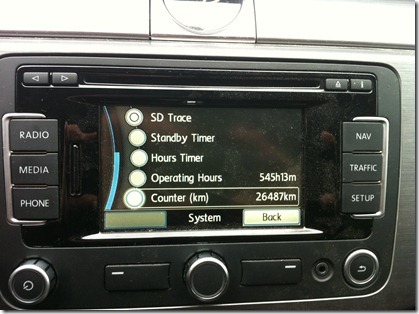 RADIO
MEDIA
PHONE
SD Trace
Standby Timer
Hours Timer
Operating Hours 545h13m
Counter (km) 26487km
System Back
NAV
TRAFFIC
SETUP